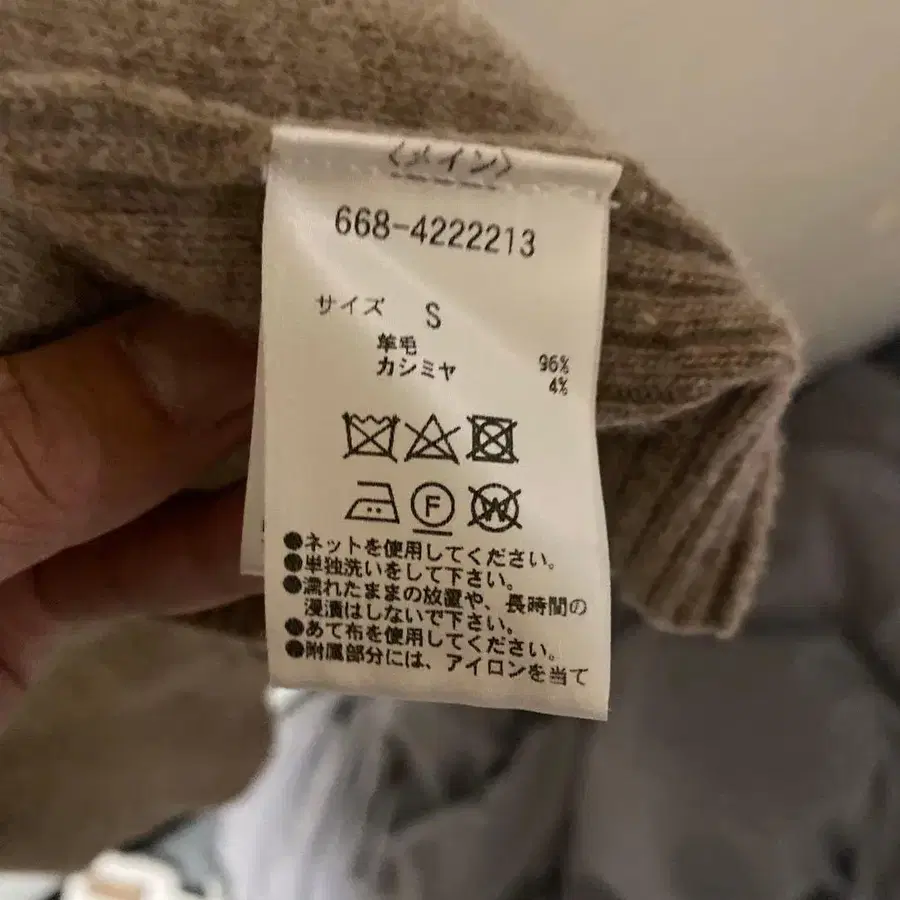 〈メイン〉
668-4222213
サイズ S
羊毛 96%
カシミヤ 4%
F
W
●ネットを使用してください。
●単独洗いをして下さい。
●濡れたままの放置や、長時間の
浸漬はしないで下さい。
●あて布を使用してください。
●附属部分には、アイロンを当て